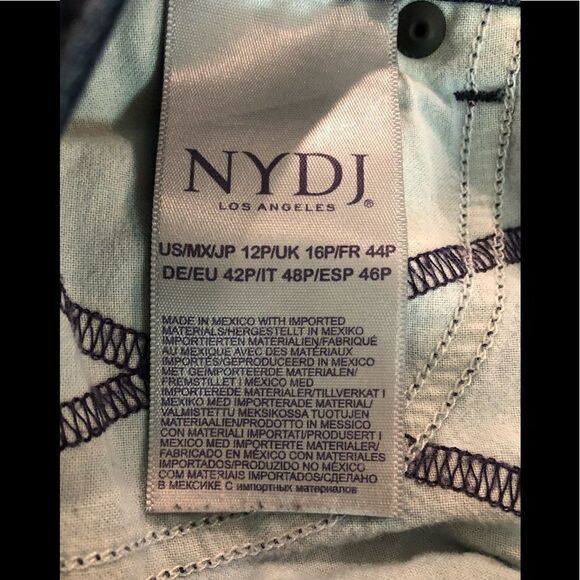 NYDJ
LOS ANGELES ®
US/MX/JP 12P/UK 16P/FR 44P
DE/EU 42P/IT 48P/ESP 46P
MADE IN MEXICO WITH IMPORTED
MATERIALS/HERGESTELLT IN MEXIKO
IMPORTIERTEN MATERIALEN/FABRIQUÉ
AU MEXIQUE AVEC DES MATÉRIAUX
IMPORTÉS/GEPRODUCEERD IN MEXICO
MET GEIMPORTEERDE MATERIALEN/
FREMSTILLET I MEXICO MED
IMPORTEREDE MATERIALER/TILLVERKAT I
MEXIKO MED IMPORTERADE MATERIAL/
VALMISTETTU MEKSIKOSSA TUOTUJEN
MATERIAALIEN/PRODOTTO IN MESSICO
CON MATERIALI IMPORTATI/PRODUSERT I
MEXICO MED IMPORTERTE MATERIALER/
FABRICADO EN MÉXICO CON MATERIALES
IMPORTADOS/PRODUZIDO NO MÉXICO
COM MATERIAIS IMPORTADOS/СДЕЛАНО
В МЕКСИКЕ С импортных материалов